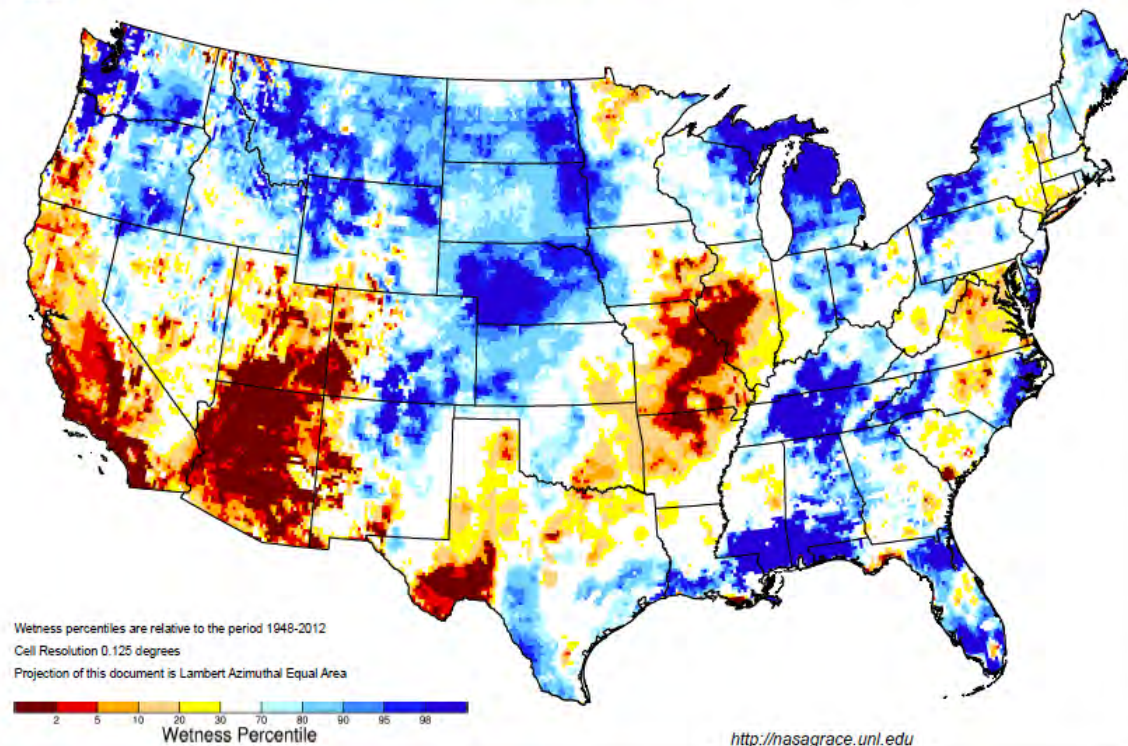 Wetness percentiles are relative to the period 1948-2012
Cell Resolution 0.125 degrees
Projection of this document is Lambert Azimuthal Equal Area
2 5 10 20 30 70 80 90 95 98
Wetness Percentile
http://nasagrace.unl.edu